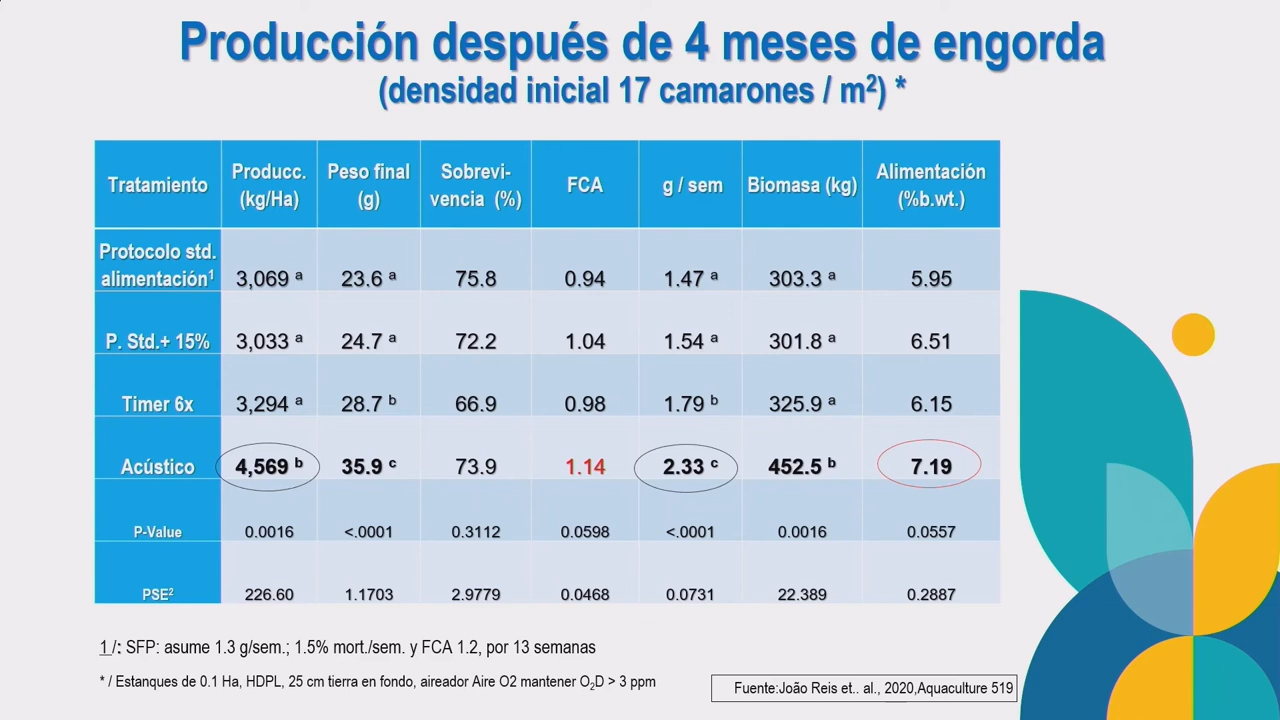 Producción después de 4 meses de engorda
(densidad inicial 17 camarones / m²) *
Tratamiento
Producc.
(kg/Ha)
Peso final
(g)
Sobrevi-
vencia (%)
FCA
g / sem
Biomasa (kg)
Alimentación
(%b.wt.)
Protocolo std.
alimentación¹
3,069 ᵃ
23.6 ᵃ
75.8
0.94
1.47 ᵃ
303.3 ᵃ
5.95
P. Std.+ 15%
3,033 ᵃ
24.7 ᵃ
72.2
1.04
1.54 ᵃ
301.8 ᵃ
6.51
Timer 6x
3,294 ᵃ
28.7 ᵇ
66.9
0.98
1.79 ᵇ
325.9 ᵃ
6.15
Acústico
4,569 ᵇ
35.9 ᶜ
73.9
1.14
2.33 ᶜ
452.5 ᵇ
7.19
P-Value
0.0016
<.0001
0.3112
0.0598
<.0001
0.0016
0.0557
PSE²
226.60
1.1703
2.9779
0.0468
0.0731
22.389
0.2887
1 /: SFP: asume 1.3 g/sem.; 1.5% mort./sem. y FCA 1.2, por 13 semanas
* / Estanques de 0.1 Ha, HDPL, 25 cm tierra en fondo, aireador Aire O2 mantener O₂D > 3 ppm
Fuente:João Reis et.. al., 2020,Aquaculture 519